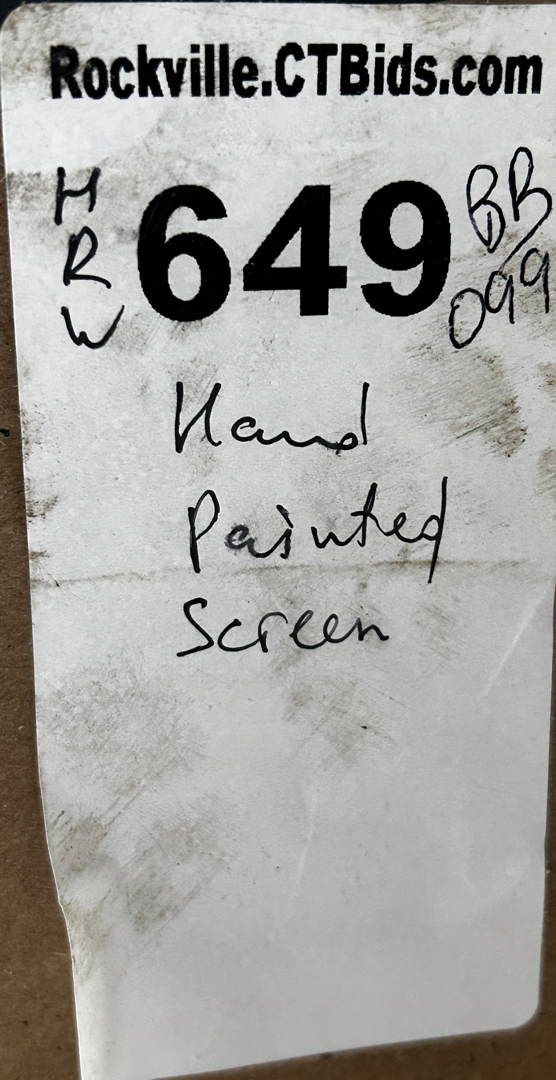 Rockville.CTBids.com
H
R
W
649
BB
099
Hand
Painted
Screen